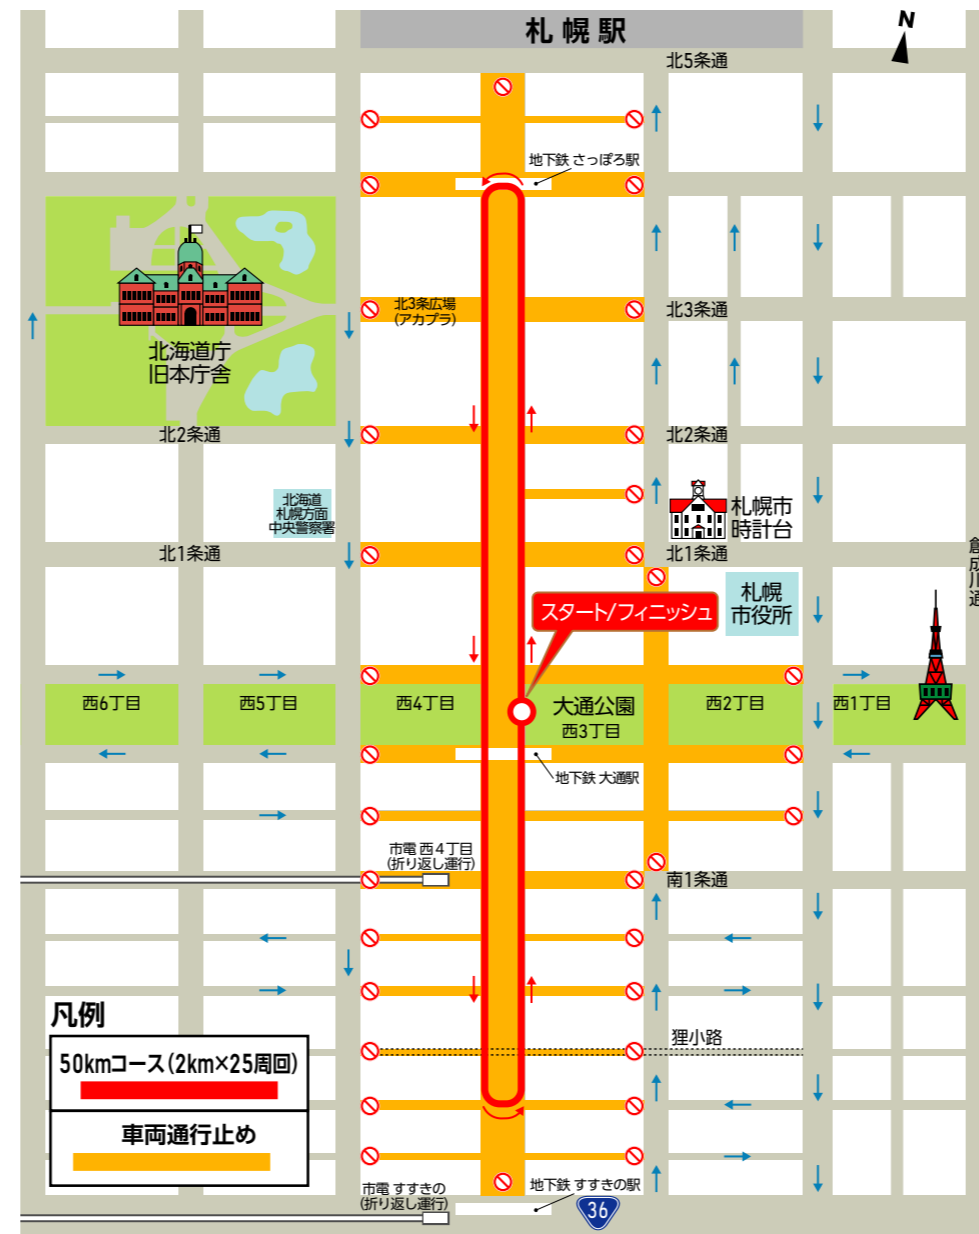 札幌駅
N
北5条通
地下鉄 さっぽろ駅
北3条広場
(アカプラ)
北3条通
北海道庁
旧本庁舎
北2条通
北2条通
北海道
札幌方面
中央警察署
札幌市
時計台
北1条通
北1条通
創成川通
スタート/フィニッシュ
札幌
市役所
西6丁目
西5丁目
西4丁目
大通公園
西3丁目
西2丁目
西1丁目
地下鉄 大通駅
市電 西4丁目
(折り返し運行)
南1条通
狸小路
凡例
50kmコース(2km×25周回)
車両通行止め
市電 すすきの
(折り返し運行)
地下鉄 すすきの駅
36